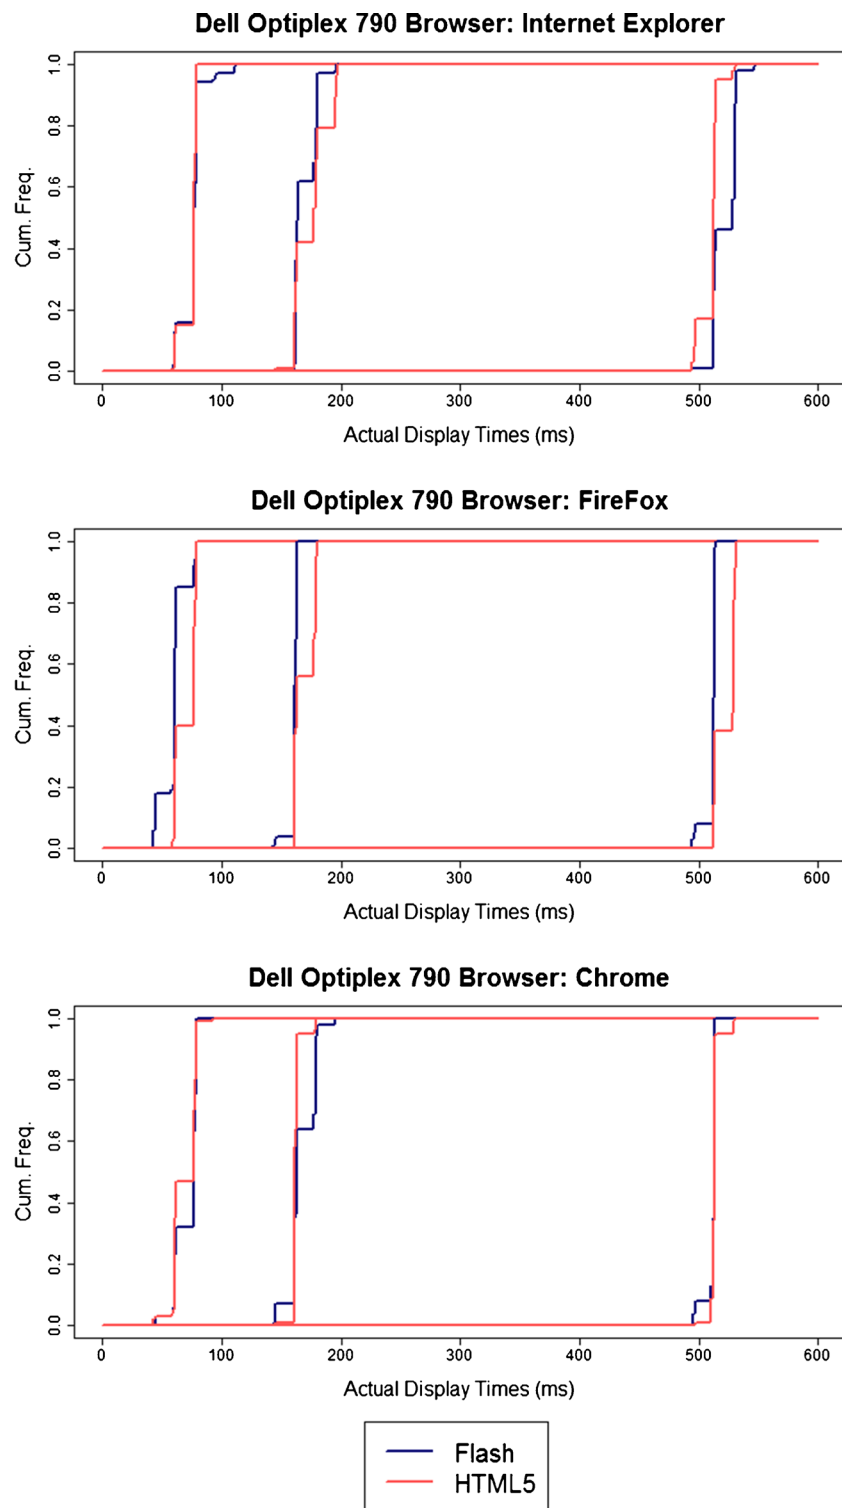 Dell Optiplex 790 Browser: Internet Explorer
Cum. Freq.
0.0 0.2 0.4 0.6 0.8 1.0
0 100 200 300 400 500 600
Actual Display Times (ms)
Dell Optiplex 790 Browser: FireFox
Cum. Freq.
0.0 0.2 0.4 0.6 0.8 1.0
0 100 200 300 400 500 600
Actual Display Times (ms)
Dell Optiplex 790 Browser: Chrome
Cum. Freq.
0.0 0.2 0.4 0.6 0.8 1.0
0 100 200 300 400 500 600
Actual Display Times (ms)
Flash
HTML5